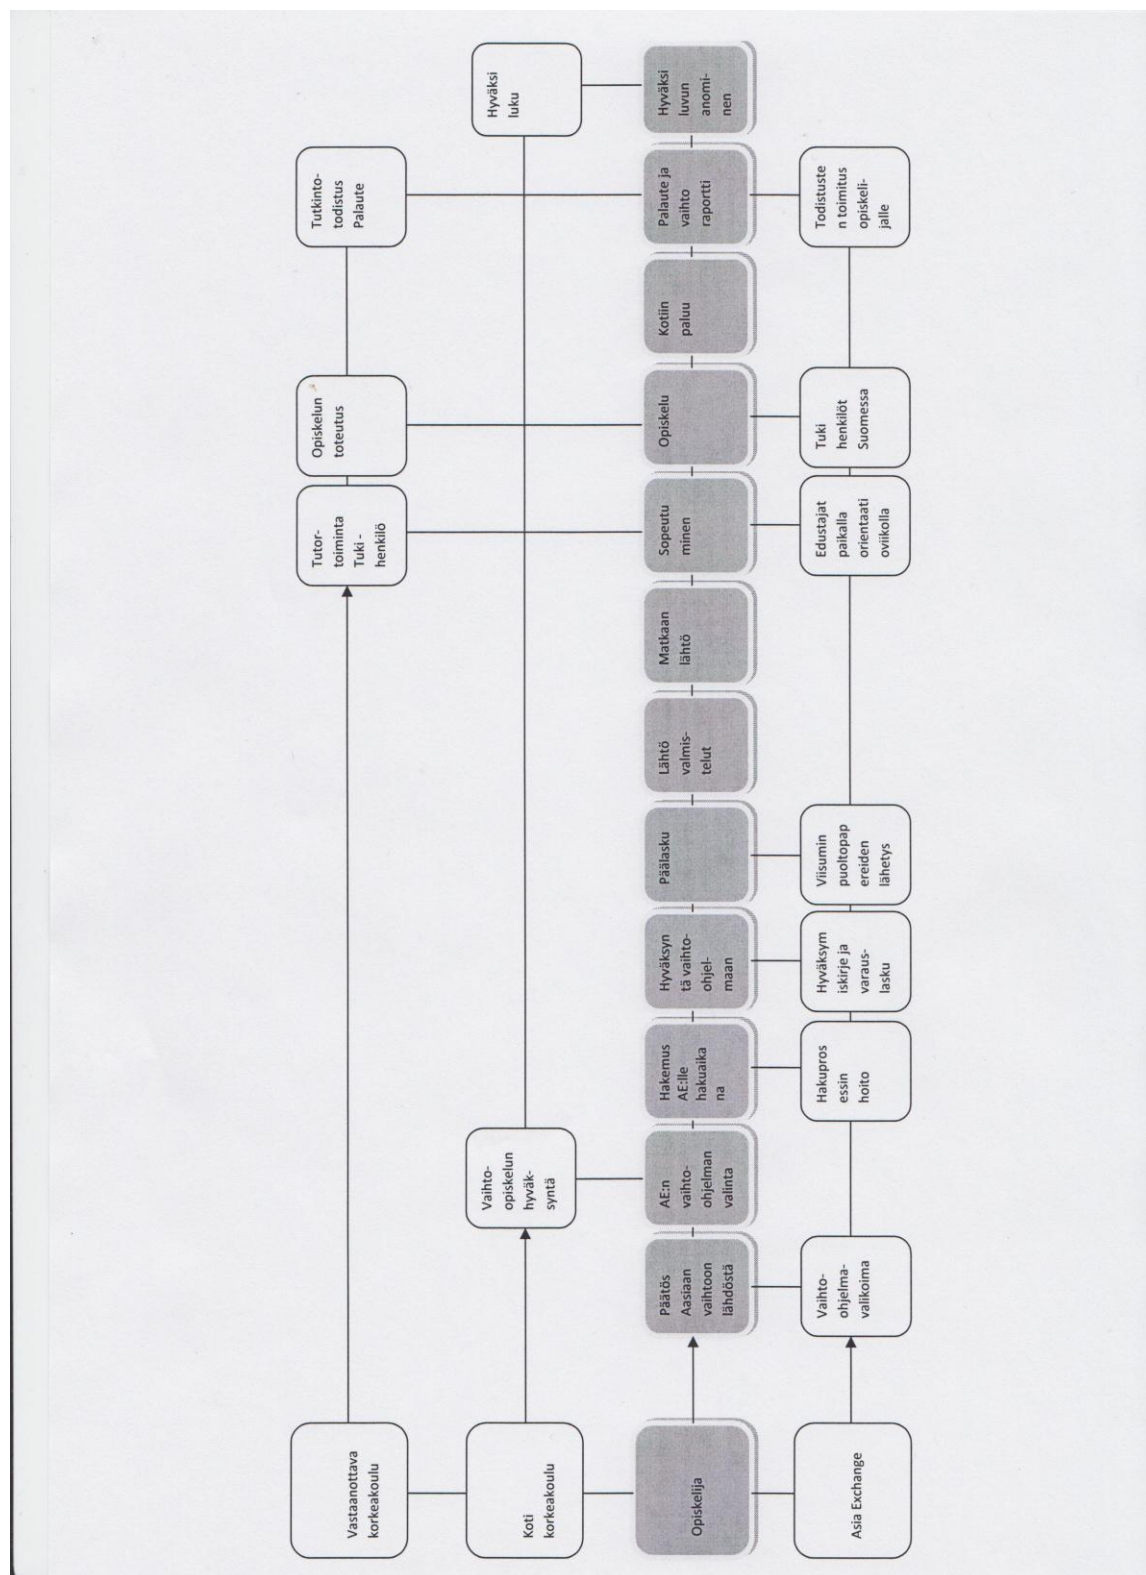 Vastaanottava
korkeakoulu
Tutor-
toiminta
Tuki -
henkilö
Opiskelun
toteutus
Tutkinto-
todistus
Palaute
Koti
korkeakoulu
Vaihto-
opiskelun
hyväk-
syntä
Hyväksi
luku
Opiskelija
Päätös
Aasiaan
vaihtoon
lähdöstä
AE:n
vaihto-
ohjelman
valinta
Hakemus
AE:lle
hakuaika
na
Hyväksyn
tä vaihto-
ohjel-
maan
Päälasku
Lähtö
valmis-
telut
Matkaan
lähtö
Sopeutu
minen
Opiskelu
Kotiin
paluu
Palaute ja
vaihto
raportti
Hyväksi
luvun
anomi-
nen
Asia Exchange
Vaihto-
ohjelma-
valikoima
Hakupros
essin
hoito
Hyväksym
iskirje ja
varaus-
lasku
Viisumin
puoltopap
ereiden
lähetys
Edustajat
paikalla
orientaati
oviikolla
Tuki
henkilöt
Suomessa
Todistuste
n toimitus
opiskeli-
jalle